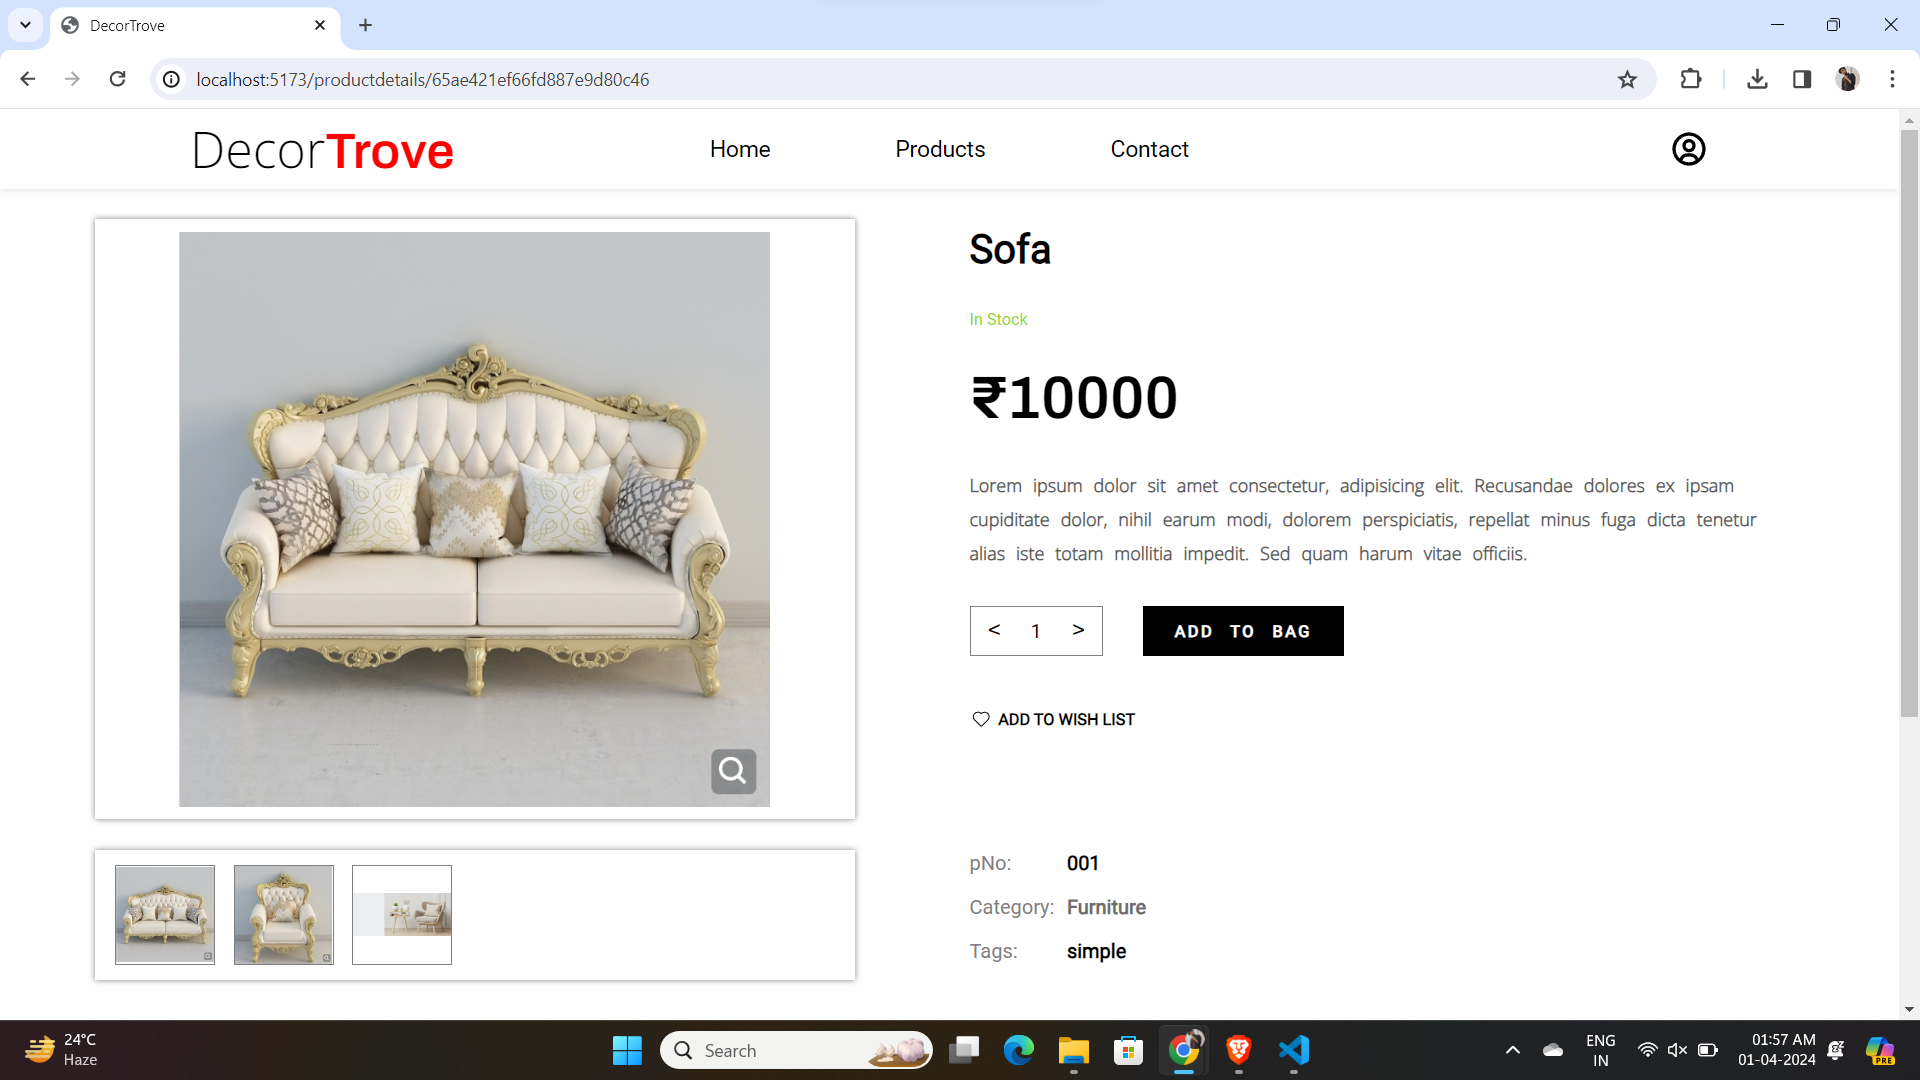 DecorTrove
localhost:5173/productdetails/65ae421ef66fd887e9d80c46
DecorTrove
Home
Products
Contact
Sofa
In Stock
₹10000
Lorem ipsum dolor sit amet consectetur, adipisicing elit. Recusandae dolores ex ipsam
cupiditate dolor, nihil earum modi, dolorem perspiciatis, repellat minus fuga dicta tenetur
alias iste totam mollitia impedit. Sed quam harum vitae officiis.
< 1 >
ADD TO BAG
ADD TO WISH LIST
pNo: 001
Category: Furniture
Tags: simple
24°C
Haze
Search
ENG
IN
01:57 AM
01-04-2024
PRE